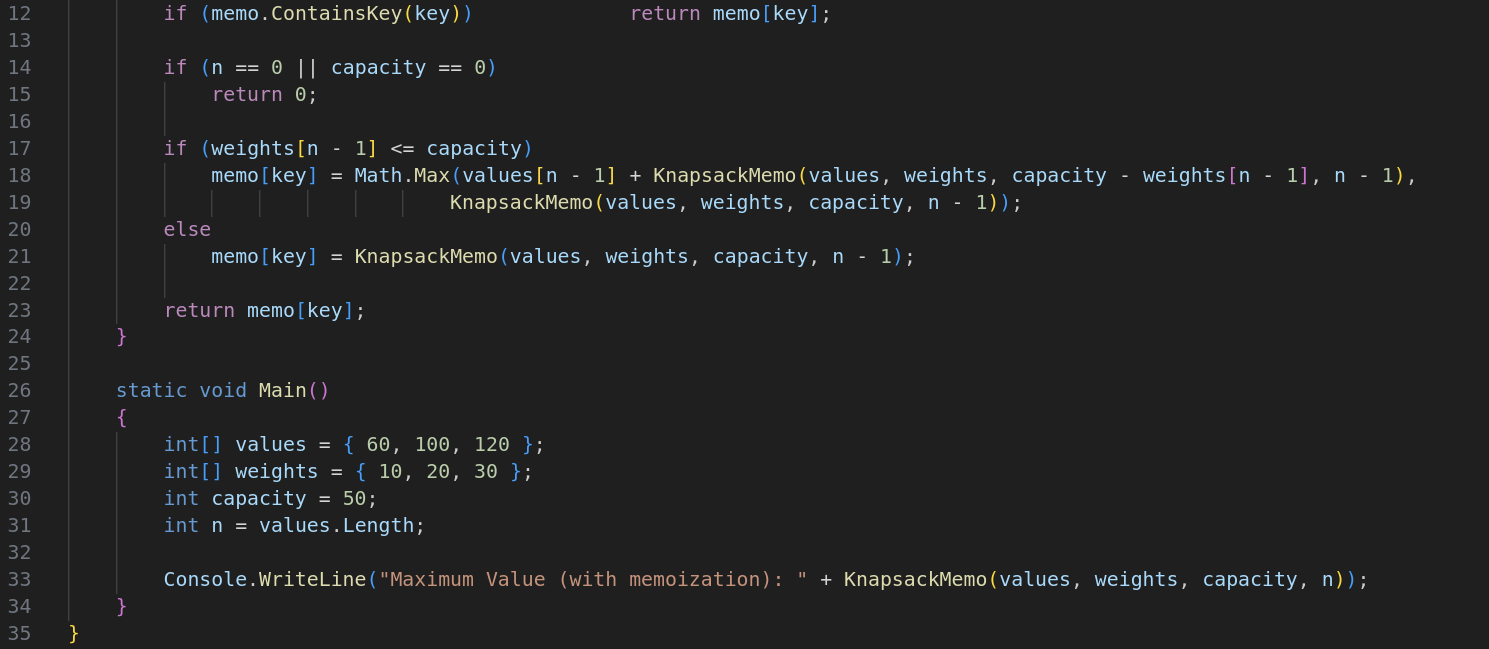 12 if (memo.ContainsKey(key)) return memo[key];
13
14 if (n == 0 || capacity == 0)
15 return 0;
16
17 if (weights[n - 1] <= capacity)
18 memo[key] = Math.Max(values[n - 1] + KnapsackMemo(values, weights, capacity - weights[n - 1], n - 1),
19 KnapsackMemo(values, weights, capacity, n - 1));
20 else
21 memo[key] = KnapsackMemo(values, weights, capacity, n - 1);
22
23 return memo[key];
24 }
25
26 static void Main()
27 {
28 int[] values = { 60, 100, 120 };
29 int[] weights = { 10, 20, 30 };
30 int capacity = 50;
31 int n = values.Length;
32
33 Console.WriteLine("Maximum Value (with memoization): " + KnapsackMemo(values, weights, capacity, n));
34 }
35 }